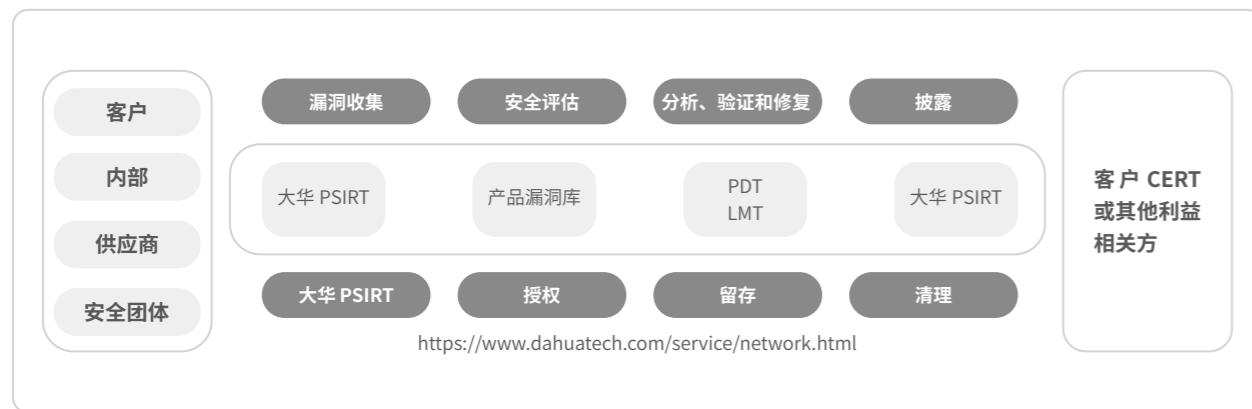 客户
内部
供应商
安全团体
漏洞收集
安全评估
分析、验证和修复
披露
大华 PSIRT
产品漏洞库
PDT
LMT
大华 PSIRT
大华 PSIRT
授权
留存
清理
https://www.dahuatech.com/service/network.html
客 户 CERT
或其他利益
相关方